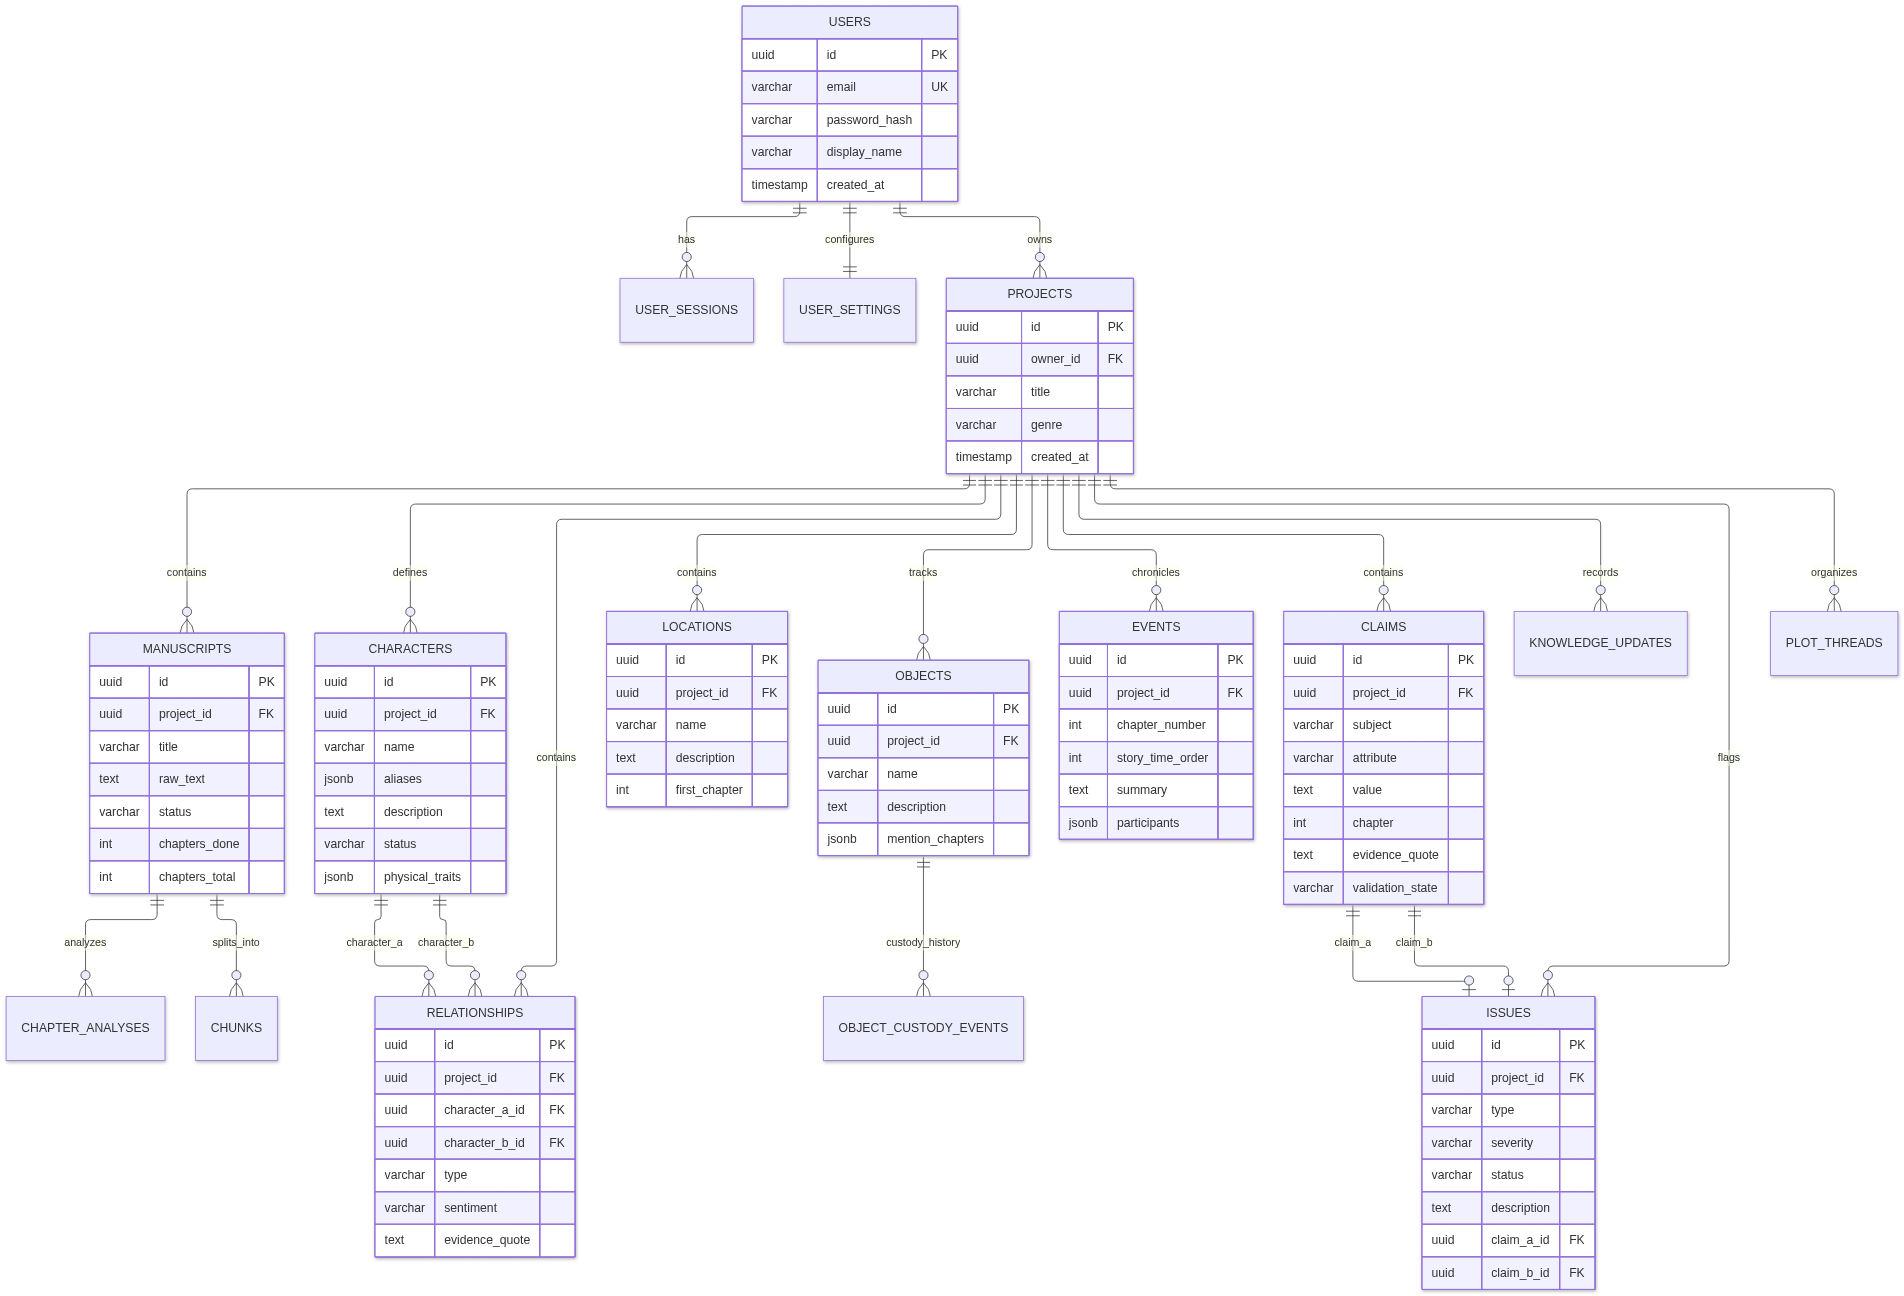 USERS
uuid id PK
varchar email UK
varchar password_hash
varchar display_name
timestamp created_at
has
configures
owns
USER_SESSIONS
USER_SETTINGS
PROJECTS
uuid id PK
uuid owner_id FK
varchar title
varchar genre
timestamp created_at
contains
defines
contains
contains
tracks
chronicles
contains
records
flags
organizes
MANUSCRIPTS
uuid id PK
uuid project_id FK
varchar title
text raw_text
varchar status
int chapters_done
int chapters_total
CHARACTERS
uuid id PK
uuid project_id FK
varchar name
jsonb aliases
text description
varchar status
jsonb physical_traits
LOCATIONS
uuid id PK
uuid project_id FK
varchar name
text description
int first_chapter
OBJECTS
uuid id PK
uuid project_id FK
varchar name
text description
jsonb mention_chapters
EVENTS
uuid id PK
uuid project_id FK
int chapter_number
int story_time_order
text summary
jsonb participants
CLAIMS
uuid id PK
uuid project_id FK
varchar subject
varchar attribute
text value
int chapter
text evidence_quote
varchar validation_state
KNOWLEDGE_UPDATES
PLOT_THREADS
analyzes
splits_into
character_a
character_b
custody_history
claim_a
claim_b
CHAPTER_ANALYSES
CHUNKS
RELATIONSHIPS
uuid id PK
uuid project_id FK
uuid character_a_id FK
uuid character_b_id FK
varchar type
varchar sentiment
text evidence_quote
OBJECT_CUSTODY_EVENTS
ISSUES
uuid id PK
uuid project_id FK
varchar type
varchar severity
varchar status
text description
uuid claim_a_id FK
uuid claim_b_id FK